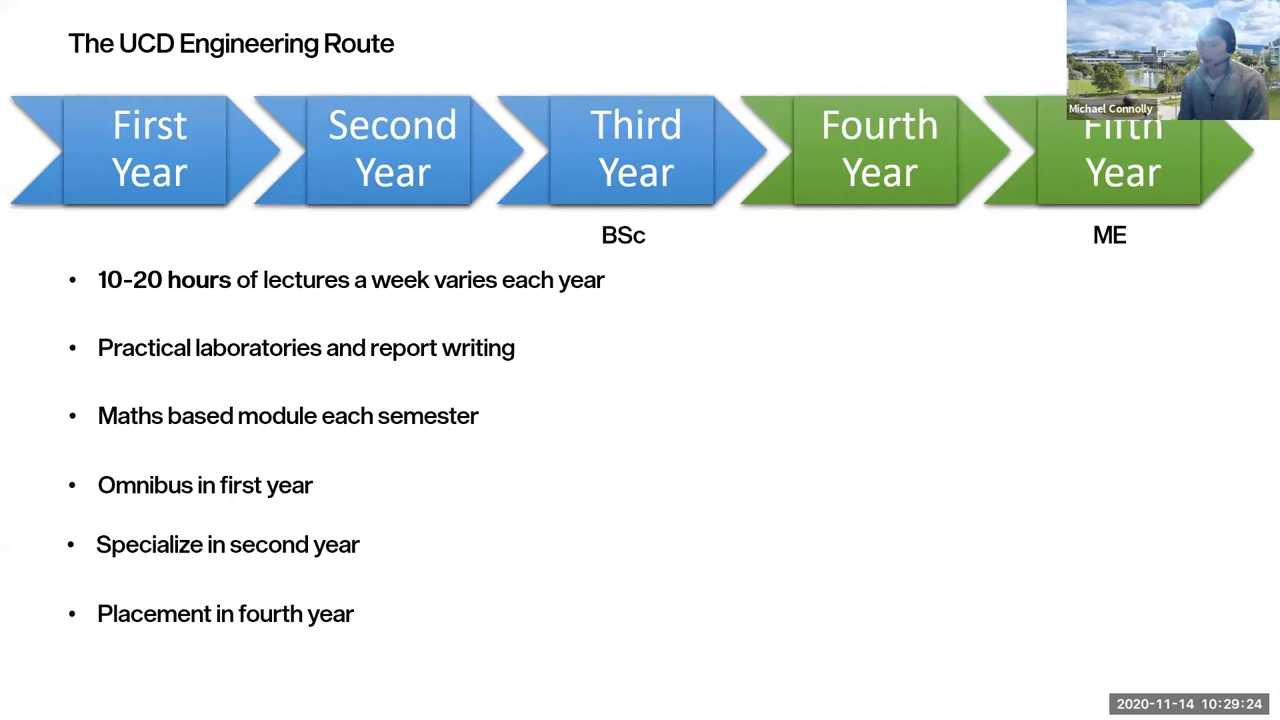 The UCD Engineering Route
Michael Connolly
First
Year
Second
Year
Third
Year
Fourth
Year
Fifth
Year
BSc
ME
• 10-20 hours of lectures a week varies each year
• Practical laboratories and report writing
• Maths based module each semester
• Omnibus in first year
• Specialize in second year
• Placement in fourth year
2020-11-14 10:29:24